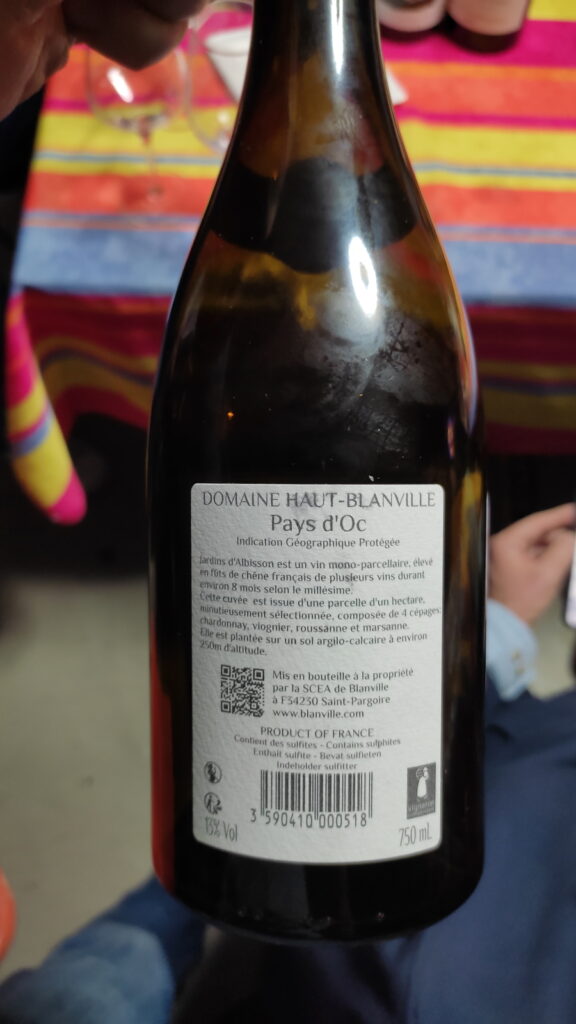 DOMAINE HAUT-BLANVILLE
Pays d'Oc
Indication Géographique Protégée
Jardins d'Albisson est un vin mono-parcellaire, élevé
en fûts de chêne français de plusieurs vins durant
environ 8 mois selon le millésime.
Cette cuvée est issue d'une parcelle d'un hectare,
minutieusement sélectionnée, composée de 4 cépages:
chardonnay, viognier, roussanne et marsanne.
Elle est plantée sur un sol argilo-calcaire à environ
250m d'altitude.
Mis en bouteille à la propriété
par la SCEA de Blanville
à F34230 Saint-Pargoire
www.blanville.com
PRODUCT OF FRANCE
Contient des sulfites - Contains sulphites
Enthält sulfite - Bevat sulfieten
Indeholder sulfitter
3 590410 000518
13% Vol
750 mL